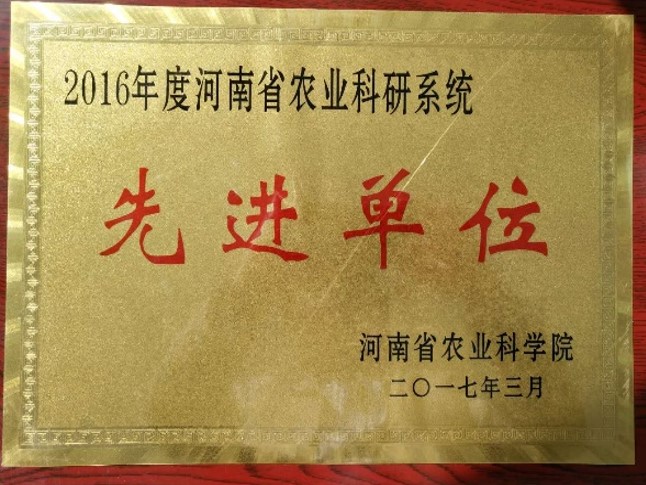 2016年度河南省农业科研系统
先进单位
河南省农业科学院
二〇一七年三月